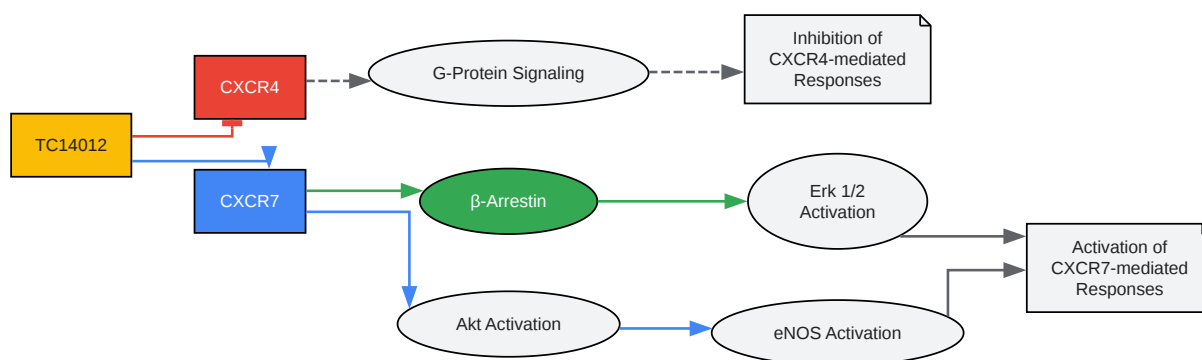 Inhibition of
CXCR4-mediated
Responses
G-Protein Signaling
CXCR4
TC14012
CXCR7
β-Arrestin
Erk 1/2
Activation
Activation of
CXCR7-mediated
Responses
Akt Activation
eNOS Activation